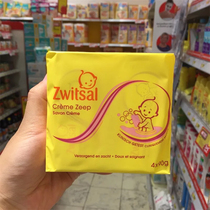 Zwitsal
Crème Zeep
Savon Crème
Verzorgend en zacht • Doux et soignant
4x90g